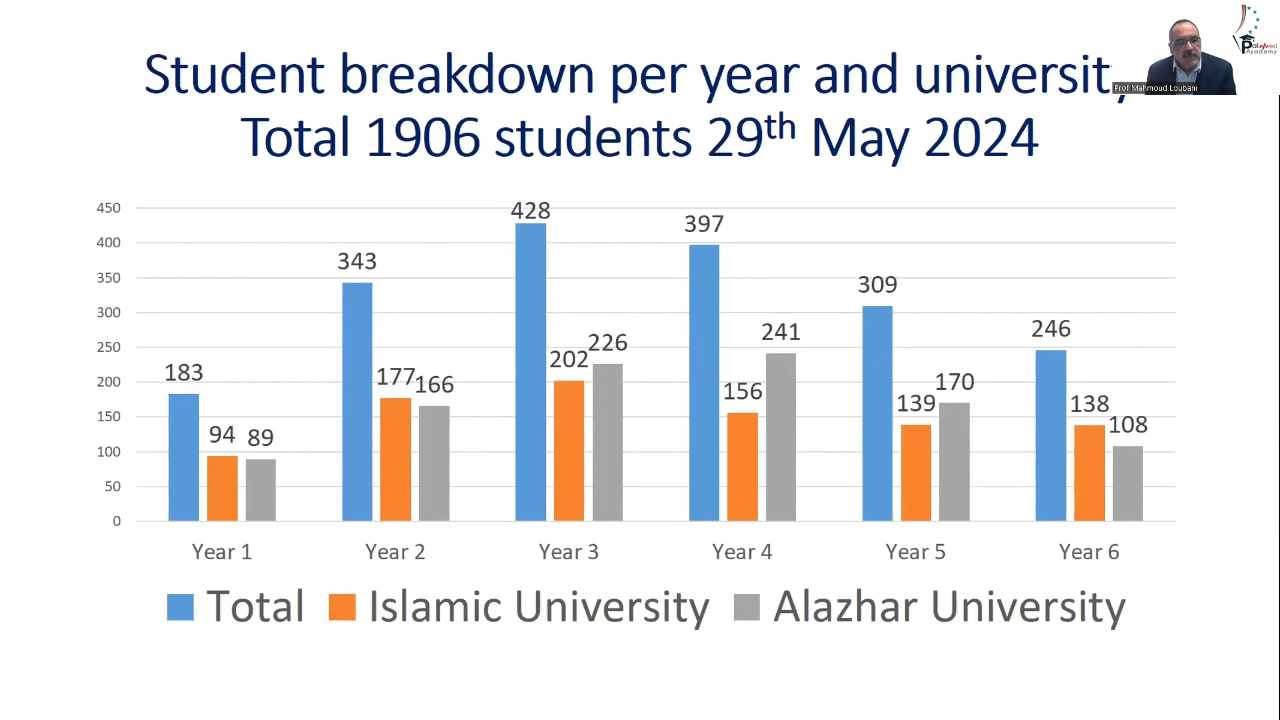 Student breakdown per year and university
Total 1906 students 29th May 2024
Prof Mahmoud Loubani
PalMed
Academy
450
400
350
300
250
200
150
100
50
0
183
94
89
343
177
166
428
202
226
397
156
241
309
139
170
246
138
108
Year 1
Year 2
Year 3
Year 4
Year 5
Year 6
Total
Islamic University
Alazhar University